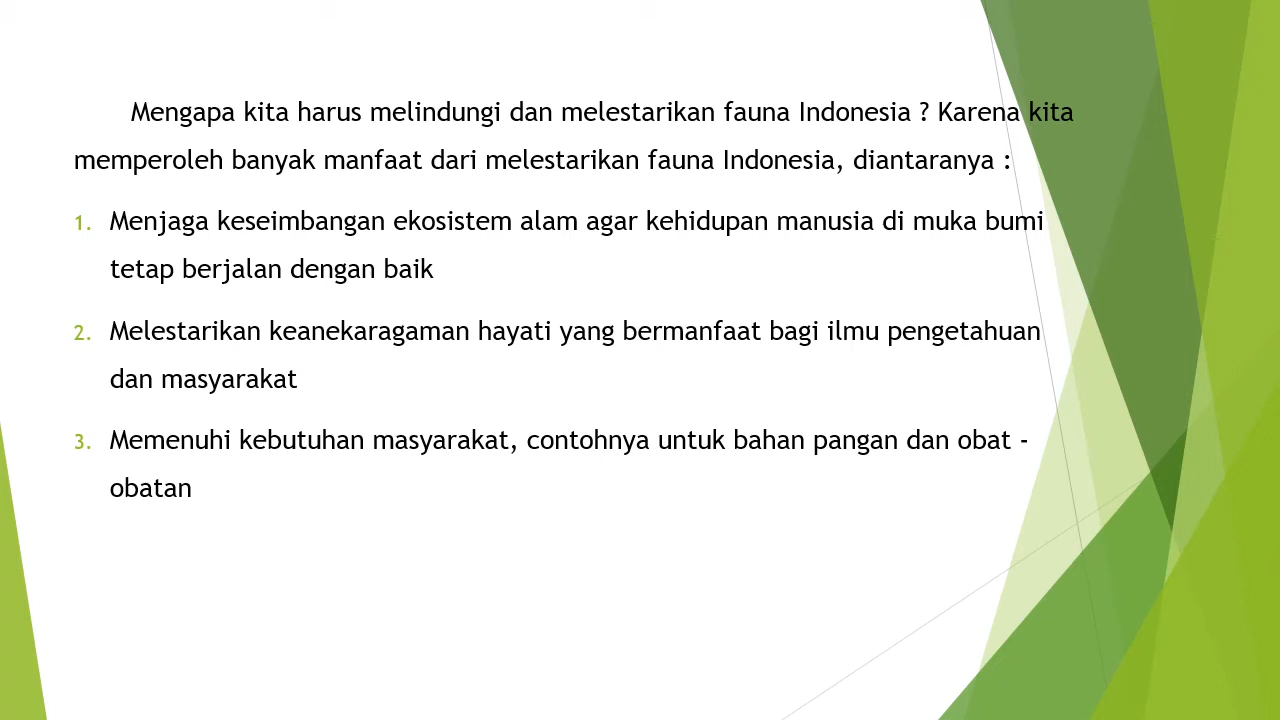 Mengapa kita harus melindungi dan melestarikan fauna Indonesia ? Karena kita
memperoleh banyak manfaat dari melestarikan fauna Indonesia, diantaranya :
1. Menjaga keseimbangan ekosistem alam agar kehidupan manusia di muka bumi
tetap berjalan dengan baik
2. Melestarikan keanekaragaman hayati yang bermanfaat bagi ilmu pengetahuan
dan masyarakat
3. Memenuhi kebutuhan masyarakat, contohnya untuk bahan pangan dan obat -
obatan